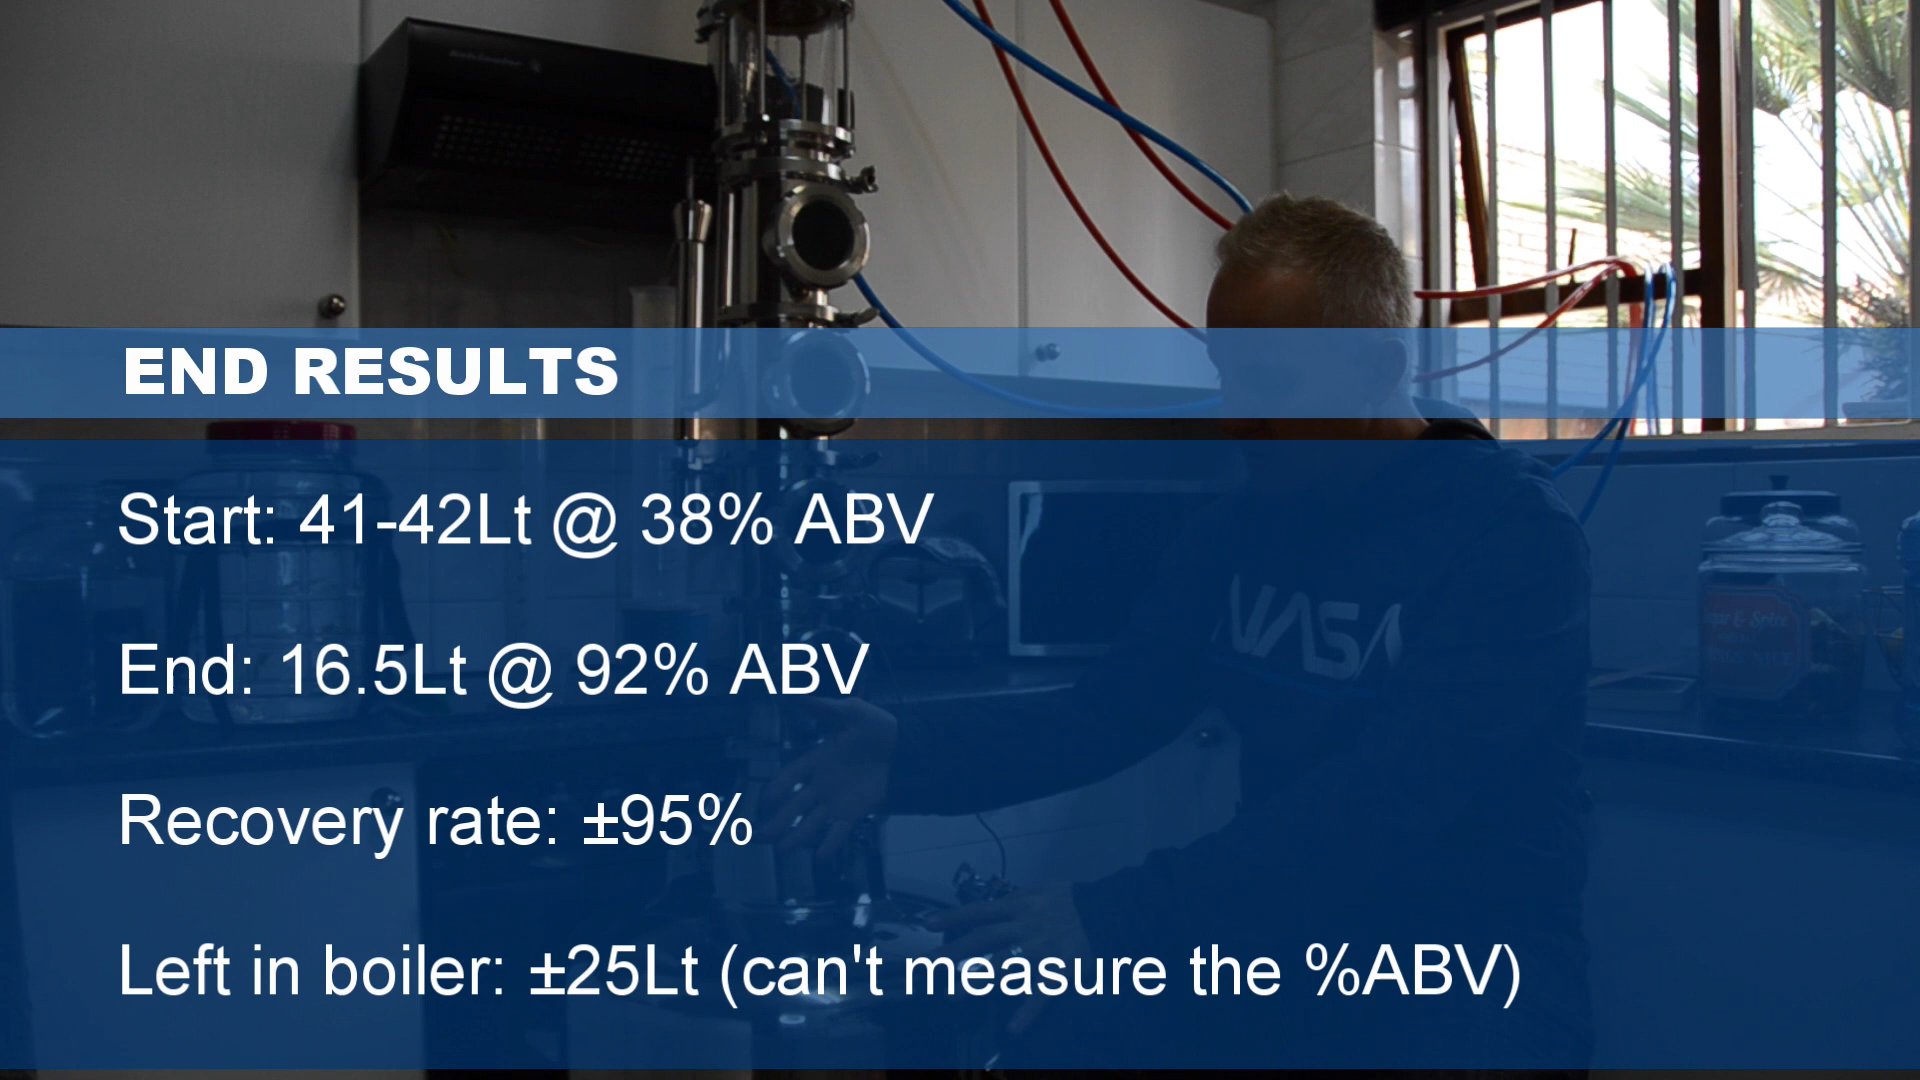 END RESULTS
Start: 41-42Lt @ 38% ABV
End: 16.5Lt @ 92% ABV
NASA
Recovery rate: ±95%
Left in boiler: ±25Lt (can't measure the %ABV)